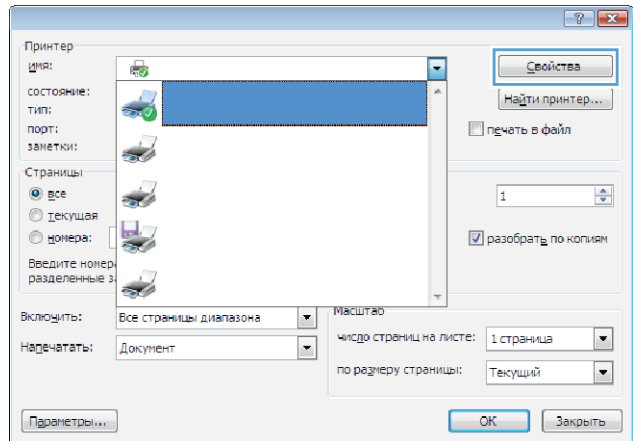 Принтер
имя:
Свойства
состояние:
Найти принтер...
тип:
порт:
печать в файл
заметки:
Страницы
все
1
текущая
номера:
разобрать по копиям
Введите номер
разделенные з
Включить: Все страницы диапазона
Масштаб
число страниц на листе: 1 страница
Напечатать: Документ
по размеру страницы: Текущий
Параметры...
ОК
Закрыть